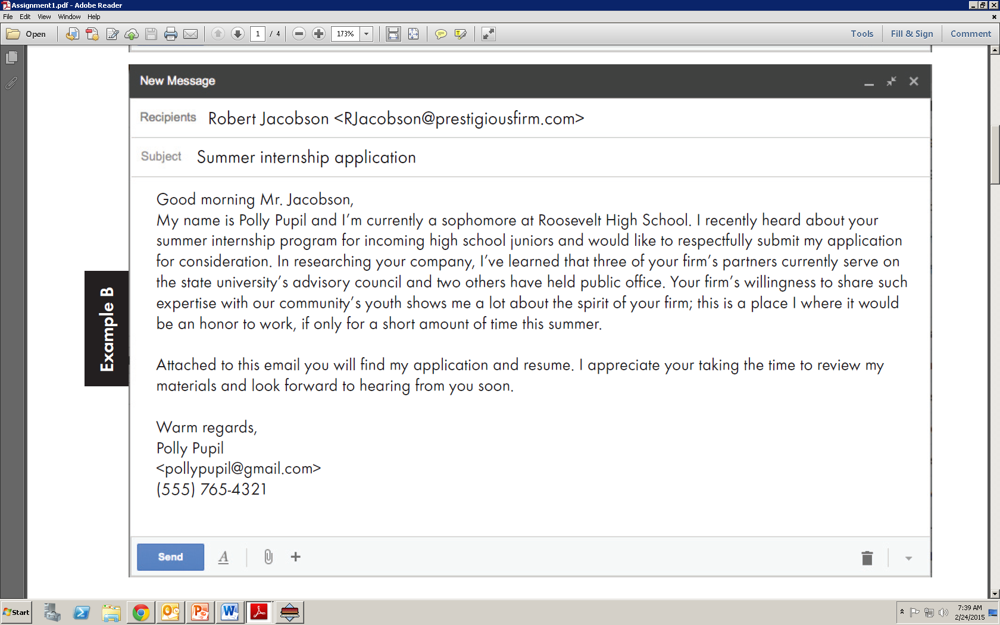 Assignment1.pdf - Adobe Reader
File Edit View Window Help
Open 1 / 4 173% Tools Fill & Sign Comment
New Message
Recipients Robert Jacobson <RJacobson@prestigiousfirm.com>
Subject Summer internship application
Good morning Mr. Jacobson,
My name is Polly Pupil and I'm currently a sophomore at Roosevelt High School. I recently heard about your
summer internship program for incoming high school juniors and would like to respectfully submit my application
for consideration. In researching your company, I've learned that three of your firm's partners currently serve on
the state university's advisory council and two others have held public office. Your firm's willingness to share such
expertise with our community's youth shows me a lot about the spirit of your firm; this is a place I where it would
be an honor to work, if only for a short amount of time this summer.
Example B
Attached to this email you will find my application and resume. I appreciate your taking the time to review my
materials and look forward to hearing from you soon.
Warm regards,
Polly Pupil
<pollypupil@gmail.com>
(555) 765-4321
Send A
Start
7:39 AM
2/24/2015